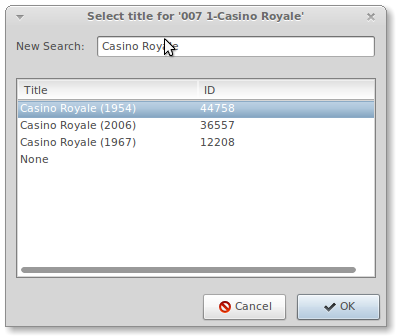 Select title for '007 1-Casino Royale'
New Search: Casino Royale
Title ID
Casino Royale (1954) 44758
Casino Royale (2006) 36557
Casino Royale (1967) 12208
None
Cancel OK